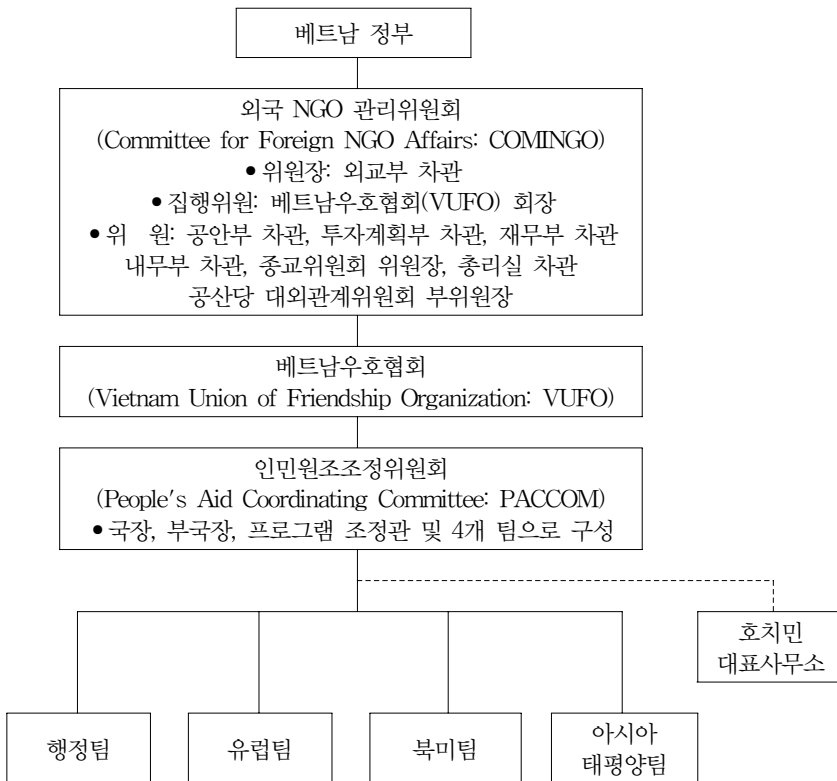 베트남 정부
외국 NGO 관리위원회
(Committee for Foreign NGO Affairs: COMINGO)
•위원장: 외교부 차관
•집행위원: 베트남우호협회(VUFO) 회장
•위 원: 공안부 차관, 투자계획부 차관, 재무부 차관
내무부 차관, 종교위원회 위원장, 총리실 차관
공산당 대외관계위원회 부위원장
베트남우호협회
(Vietnam Union of Friendship Organization: VUFO)
인민원조조정위원회
(People's Aid Coordinating Committee: PACCOM)
•국장, 부국장, 프로그램 조정관 및 4개 팀으로 구성
호치민
대표사무소
행정팀
유럽팀
북미팀
아시아
태평양팀